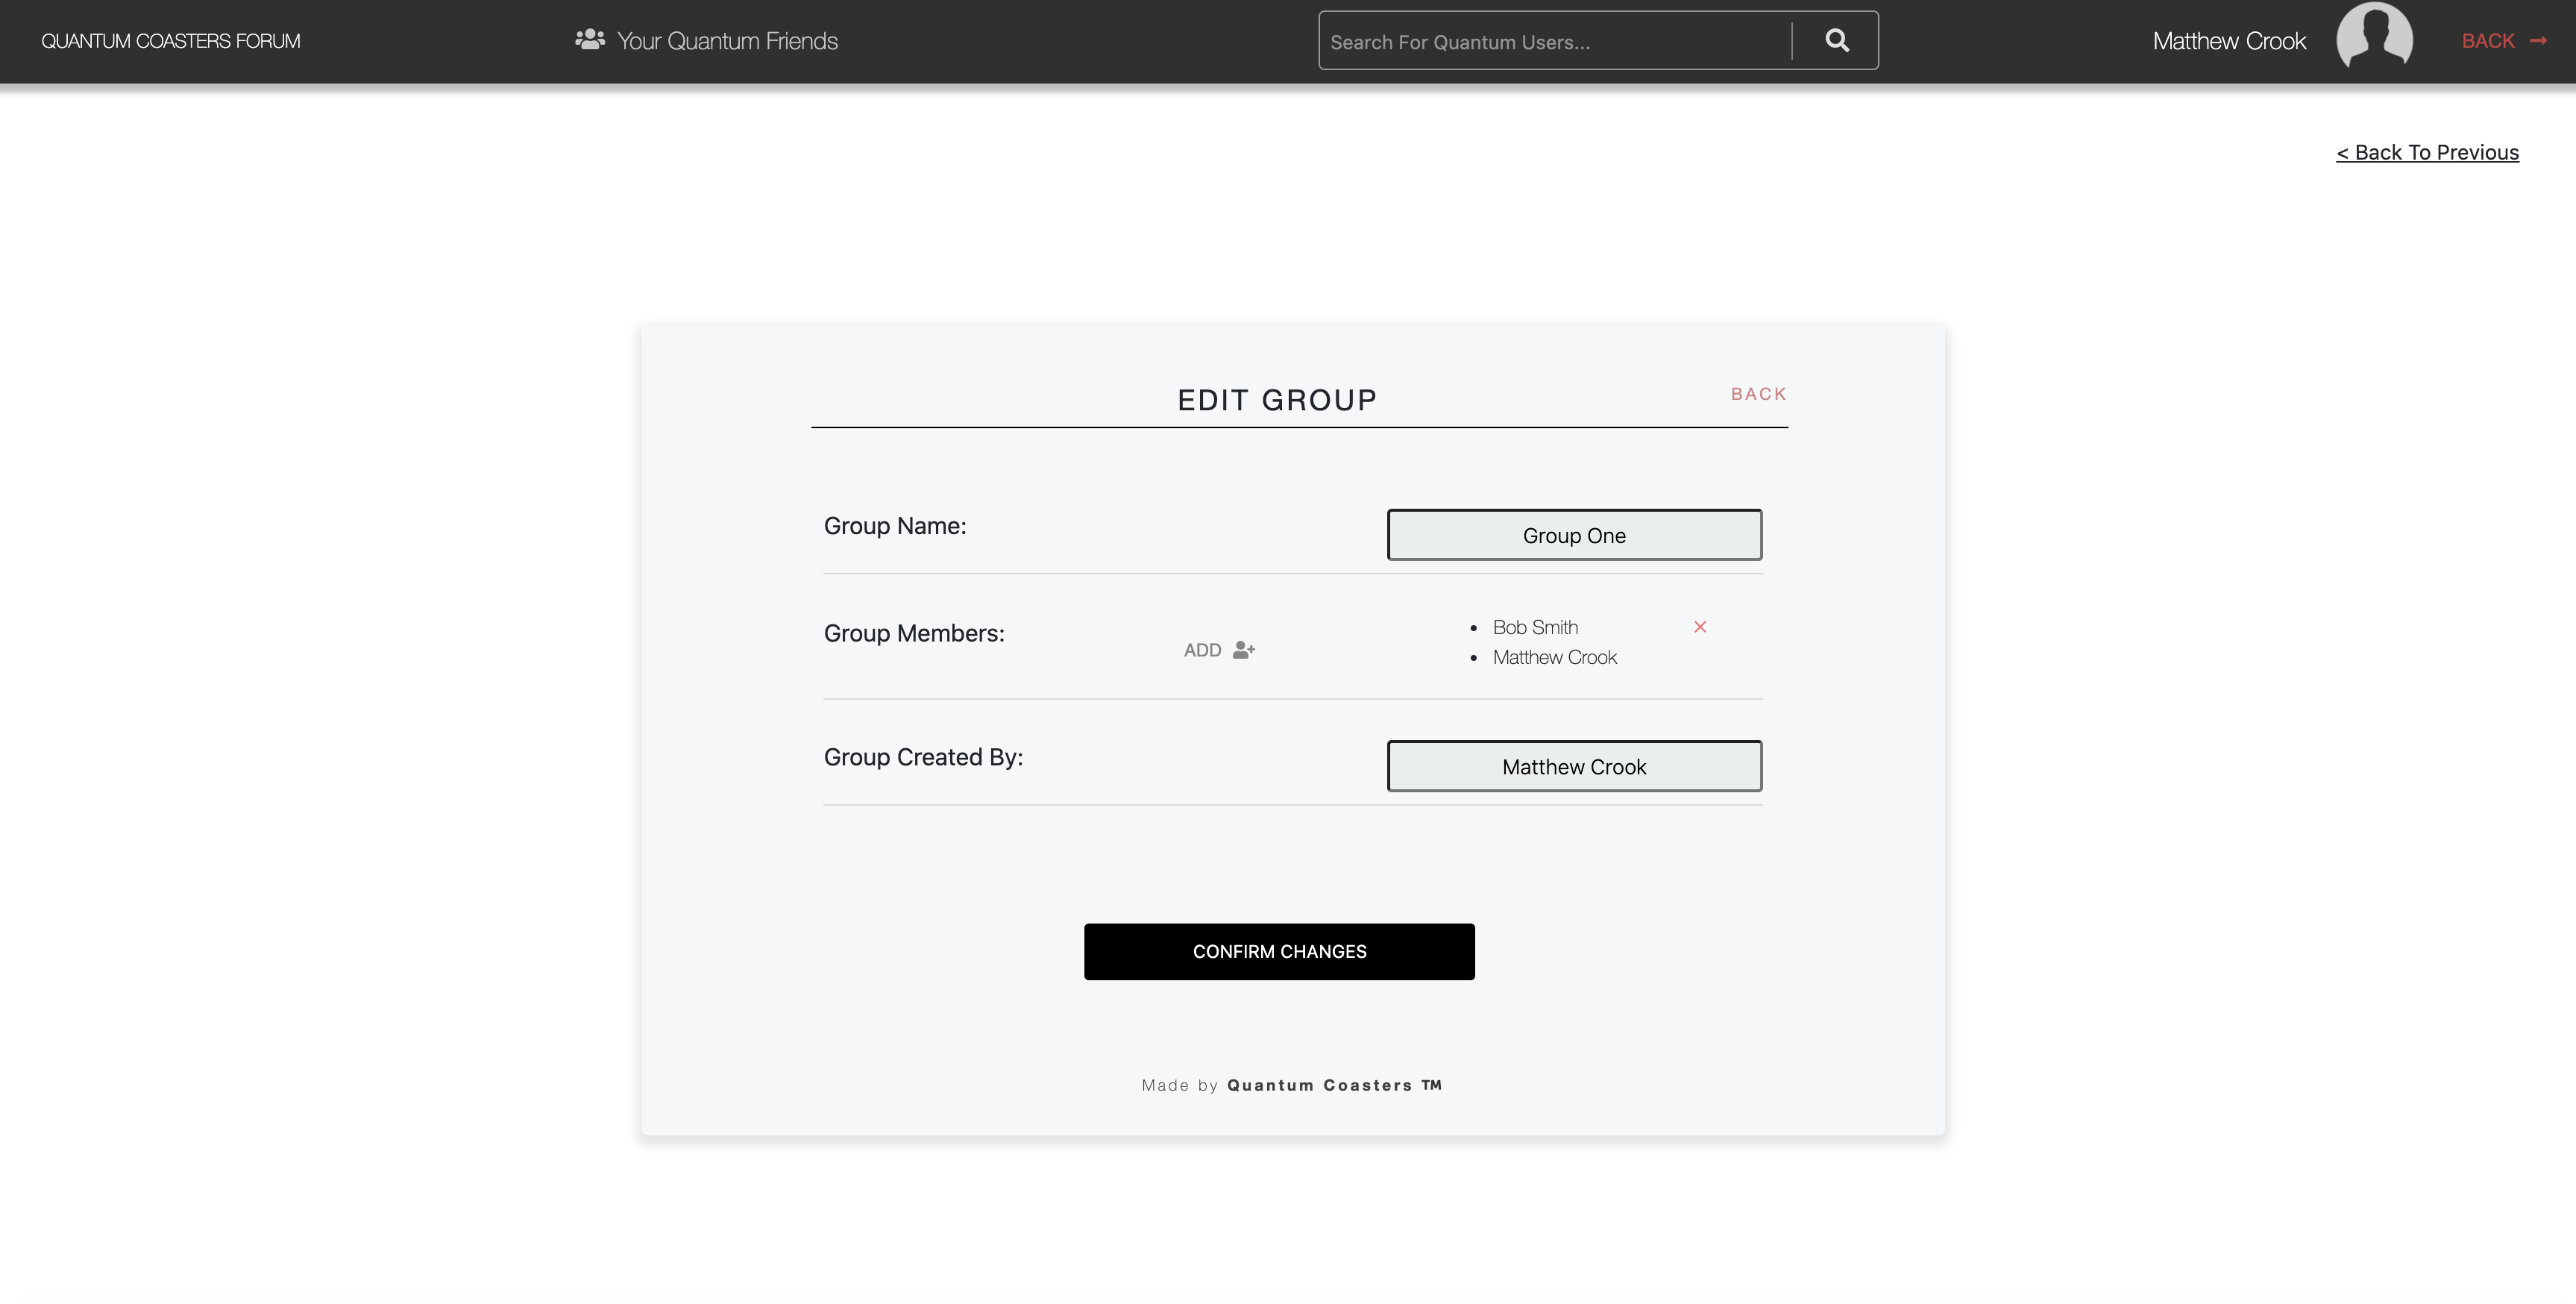 QUANTUM COASTERS FORUM
Your Quantum Friends
Search For Quantum Users...
Matthew Crook
BACK →
< Back To Previous
EDIT GROUP
BACK
Group Name:
Group One
Group Members:
ADD
• Bob Smith ×
• Matthew Crook
Group Created By:
Matthew Crook
CONFIRM CHANGES
Made by Quantum Coasters ™